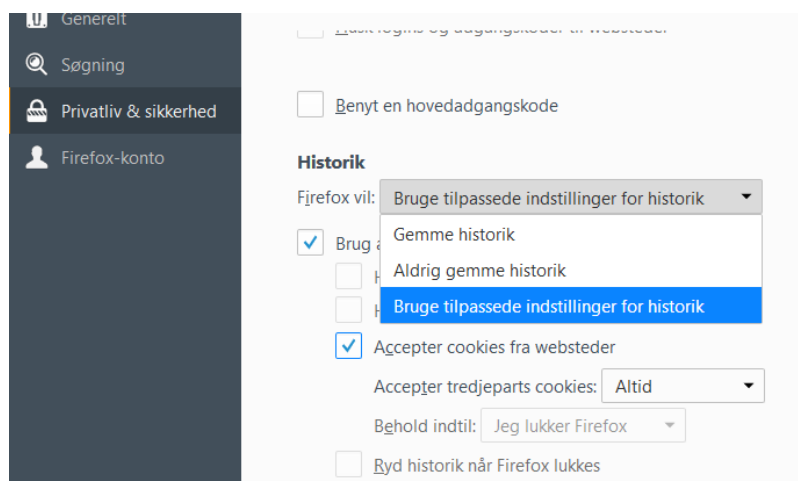 Generelt
Søgning
Privatliv & sikkerhed
Firefox-konto
Benyt en hovedadgangskode
Historik
Firefox vil: Bruge tilpassede indstillinger for historik
Gemme historik
Brug
Aldrig gemme historik
Bruge tilpassede indstillinger for historik
Accepter cookies fra websteder
Accepter tredjeparts cookies: Altid
Behold indtil: Jeg lukker Firefox
Ryd historik når Firefox lukkes